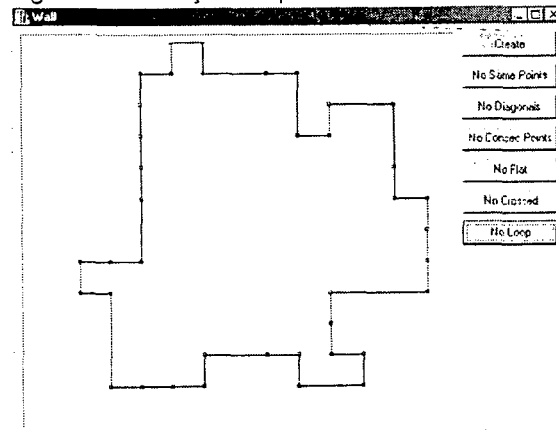 Wall
Create
No Same Points
No Diagonals
No Consec Points
No Flat
No Crossed
No Loop